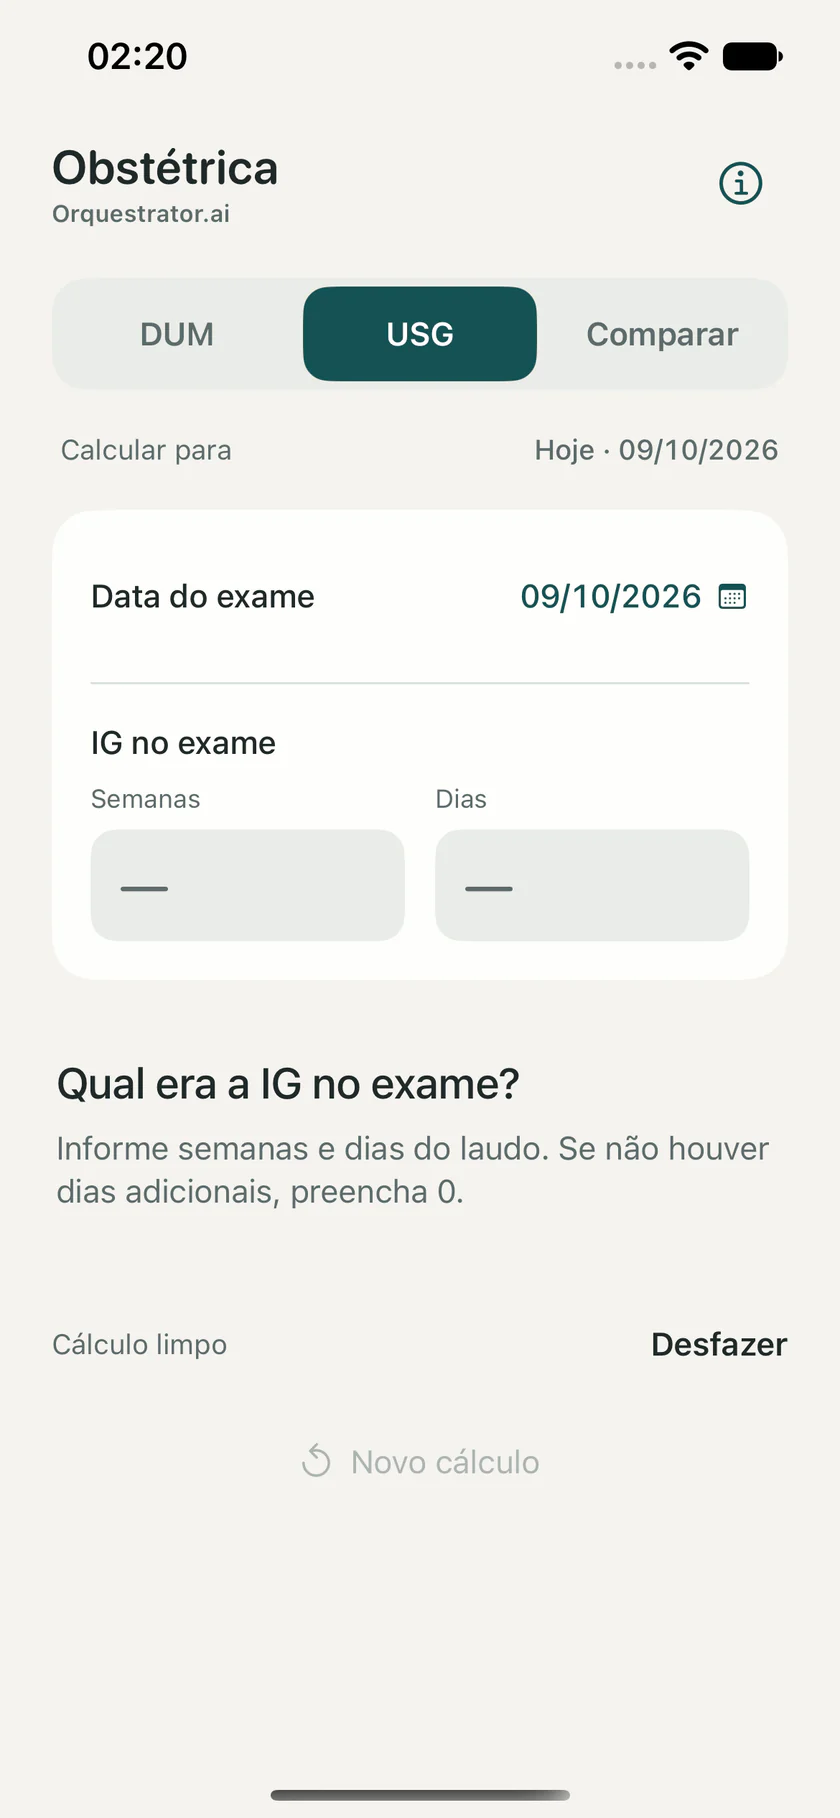 02:20
Obstétrica
Orquestrator.ai
DUM USG Comparar
Calcular para Hoje · 09/10/2026
Data do exame 09/10/2026
IG no exame
Semanas Dias
— —
Qual era a IG no exame?
Informe semanas e dias do laudo. Se não houver
dias adicionais, preencha 0.
Cálculo limpo Desfazer
Novo cálculo